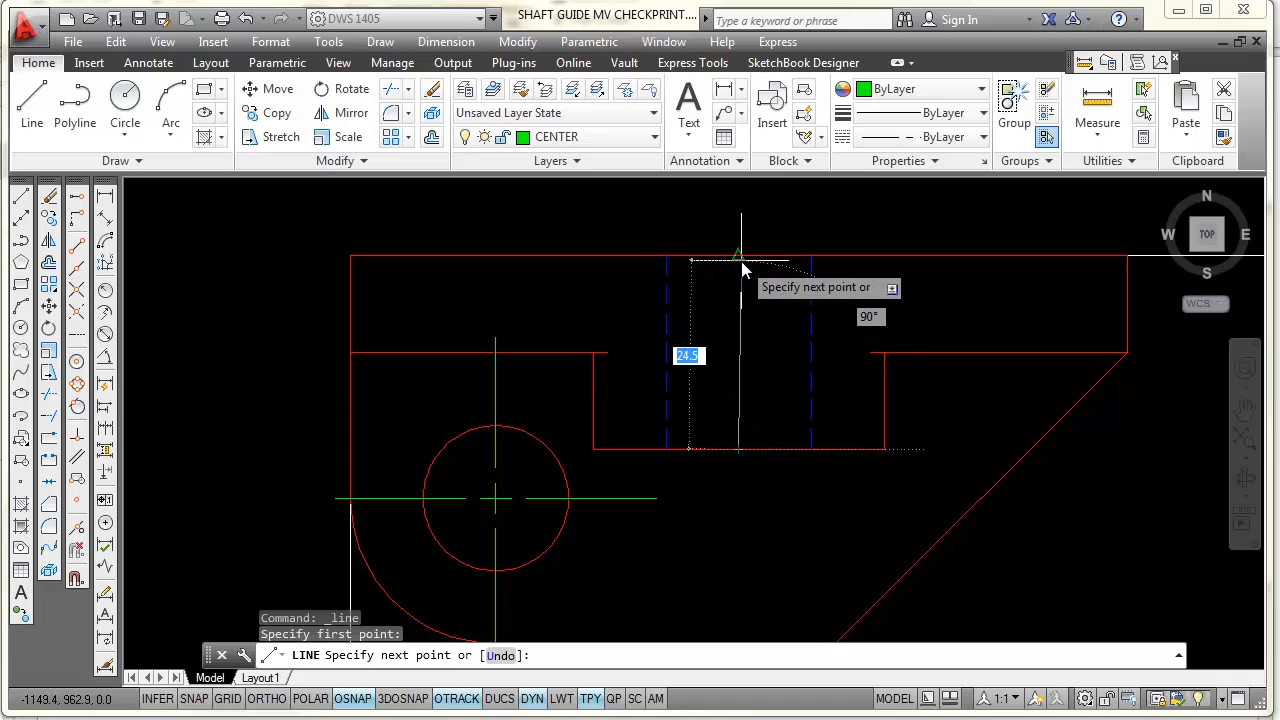 DWS 1405
SHAFT GUIDE MV CHECKPRINT....
Type a keyword or phrase
Sign In
File Edit View Insert Format Tools Draw Dimension Modify Parametric Window Help Express
Home Insert Annotate Layout Parametric View Manage Output Plug-ins Online Vault Express Tools SketchBook Designer
Line Polyline Circle Arc
Move Rotate
Copy Mirror
Stretch Scale
Unsaved Layer State
CENTER
Text
Insert
ByLayer
ByLayer
ByLayer
Group
Measure
Paste
Draw Modify Layers Annotation Block Properties Groups Utilities Clipboard
N
W TOP E
S
WCS
Specify next point or
90°
24.5
Command: _line
Specify first point:
LINE Specify next point or [Undo]:
Model Layout1
-1149.4, 962.9, 0.0 INFER SNAP GRID ORTHO POLAR OSNAP 3DOSNAP OTRACK DUCS DYN LWT TPY QP SC AM MODEL 1:1